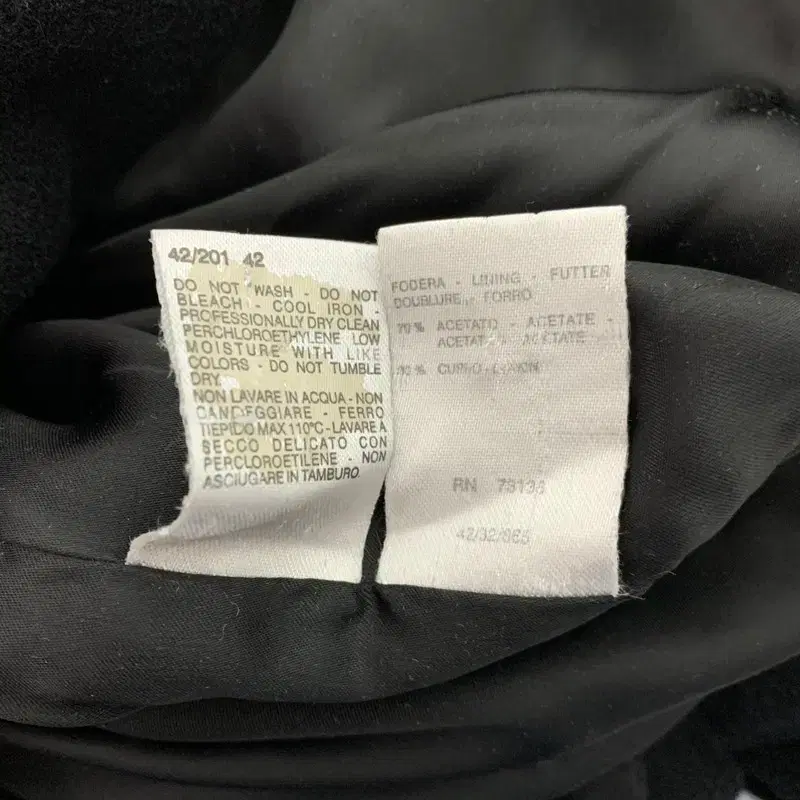 42/201 42
DO NOT WASH - DO NOT
BLEACH - COOL IRON -
PROFESSIONALLY DRY CLEAN
PERCHLOROETHYLENE LOW
MOISTURE WITH LIKE
COLORS - DO NOT TUMBLE
DRY.
NON LAVARE IN ACQUA - NON
CANDEGGIARE - FERRO
TIEPIDO MAX 110°C - LAVARE A
SECCO DELICATO CON
PERCLOROETILENE - NON
ASCIUGARE IN TAMBURO.
FODERA - LINING - FUTTER
DOUBLURE - FORRO
70% ACETATO - ACETATE -
ACETAT - ACETATE
RN
42/32/